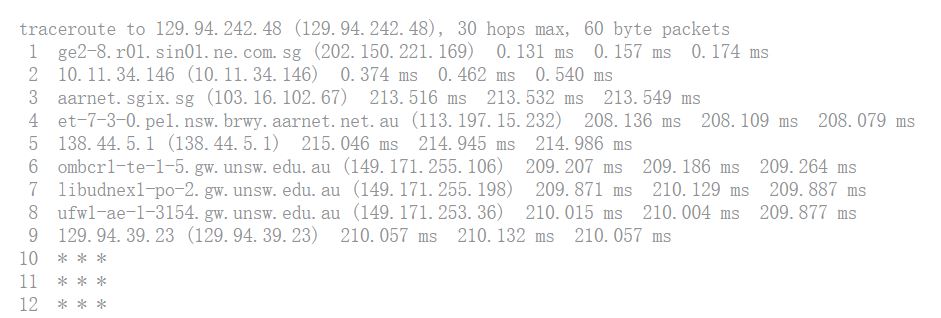 traceroute to 129.94.242.48 (129.94.242.48), 30 hops max, 60 byte packets
1 ge2-8.r01.sin01.ne.com.sg (202.150.221.169) 0.131 ms 0.157 ms 0.174 ms
2 10.11.34.146 (10.11.34.146) 0.374 ms 0.462 ms 0.540 ms
3 aarnet.sgix.sg (103.16.102.67) 213.516 ms 213.532 ms 213.549 ms
4 et-7-3-0.pe1.nsw.brwy.aarnet.net.au (113.197.15.232) 208.136 ms 208.109 ms 208.079 ms
5 138.44.5.1 (138.44.5.1) 215.046 ms 214.945 ms 214.986 ms
6 ombcr1-te-1-5.gw.unsw.edu.au (149.171.255.106) 209.207 ms 209.186 ms 209.264 ms
7 libudnex1-po-2.gw.unsw.edu.au (149.171.255.198) 209.871 ms 210.129 ms 209.887 ms
8 ufw1-ae-1-3154.gw.unsw.edu.au (149.171.253.36) 210.015 ms 210.004 ms 209.877 ms
9 129.94.39.23 (129.94.39.23) 210.057 ms 210.132 ms 210.057 ms
10 * * *
11 * * *
12 * * *